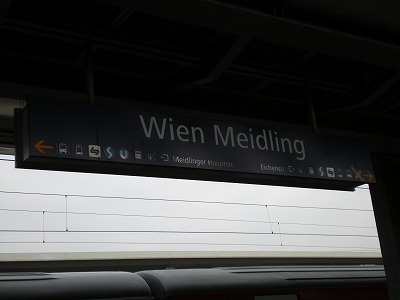 Wien Meidling
Meidlinger Hauptstr. Eichenstr.